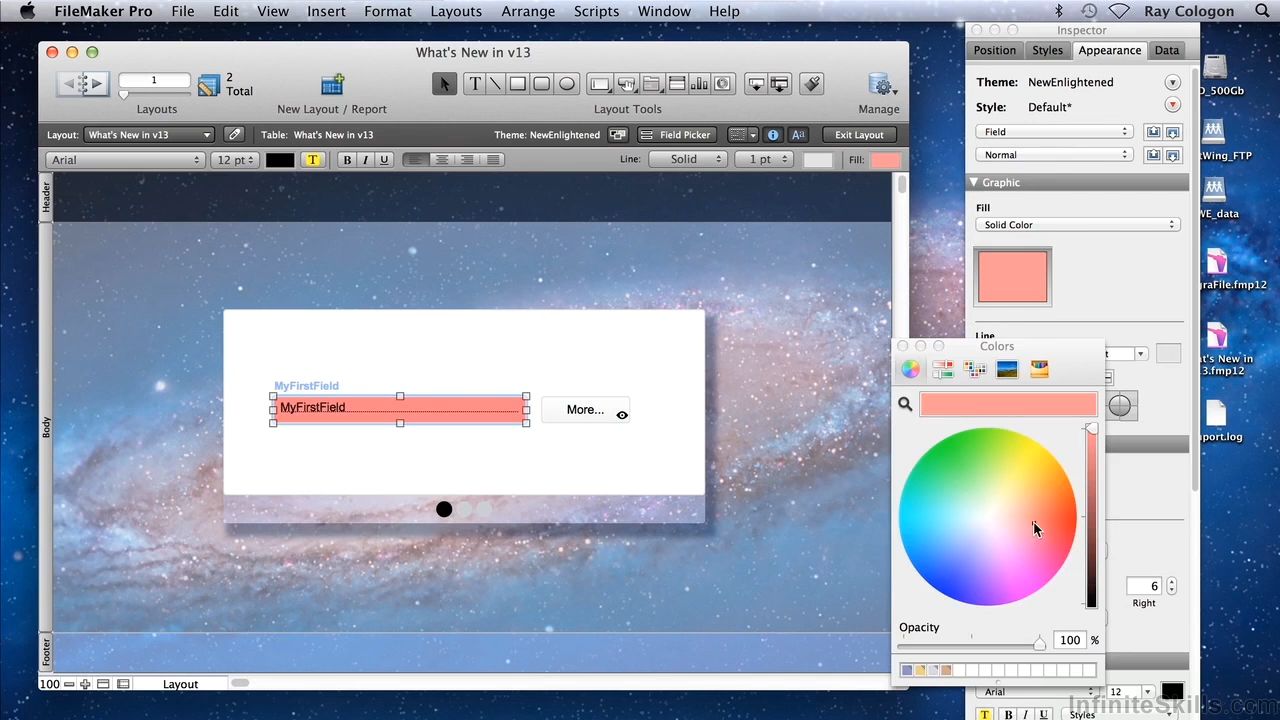 FileMaker Pro File Edit View Insert Format Layouts Arrange Scripts Window Help Ray Cologon
What's New in v13
1
2
Total
Layouts
New Layout / Report
Layout Tools
Manage
Layout: What's New in v13 Table: What's New in v13 Theme: NewEnlightened Field Picker Aa Exit Layout
Arial 12 pt T B I U Line: Solid 1 pt Fill:
Header
Body
Footer
MyFirstField
MyFirstField
More...
100 Layout
Inspector
Position Styles Appearance Data
Theme: NewEnlightened
Style: Default*
Field
Normal
Graphic
Fill
Solid Color
Line
Colors
Opacity
100 %
6
Right
Arial 12
T B I U Styles
D_500Gb
Wing_FTP
WE_data
graFile.fmp12
t's New in
3.fmp12
port.log
InfiniteSkills.com